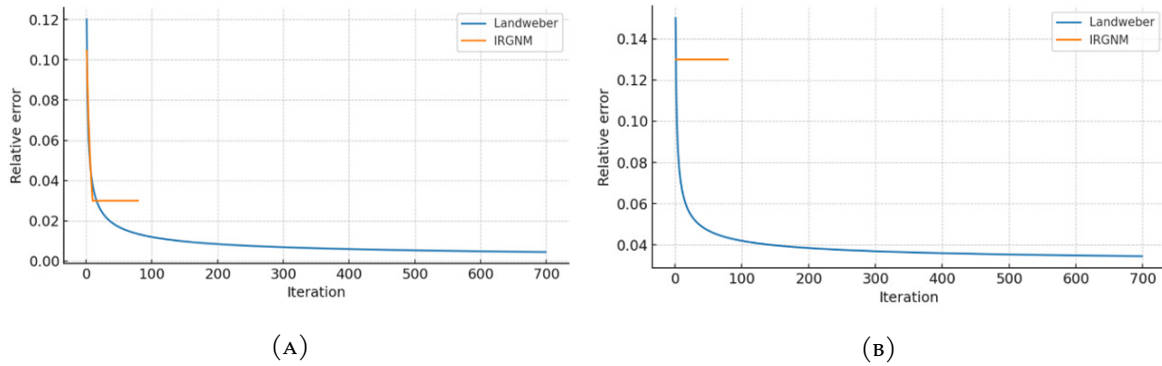 0.12
0.10
0.08
0.06
0.04
0.02
0.00
Relative error
0 100 200 300 400 500 600 700
Iteration
Landweber
IRGNM
(A)
0.14
0.12
0.10
0.08
0.06
0.04
Relative error
0 100 200 300 400 500 600 700
Iteration
Landweber
IRGNM
(B)